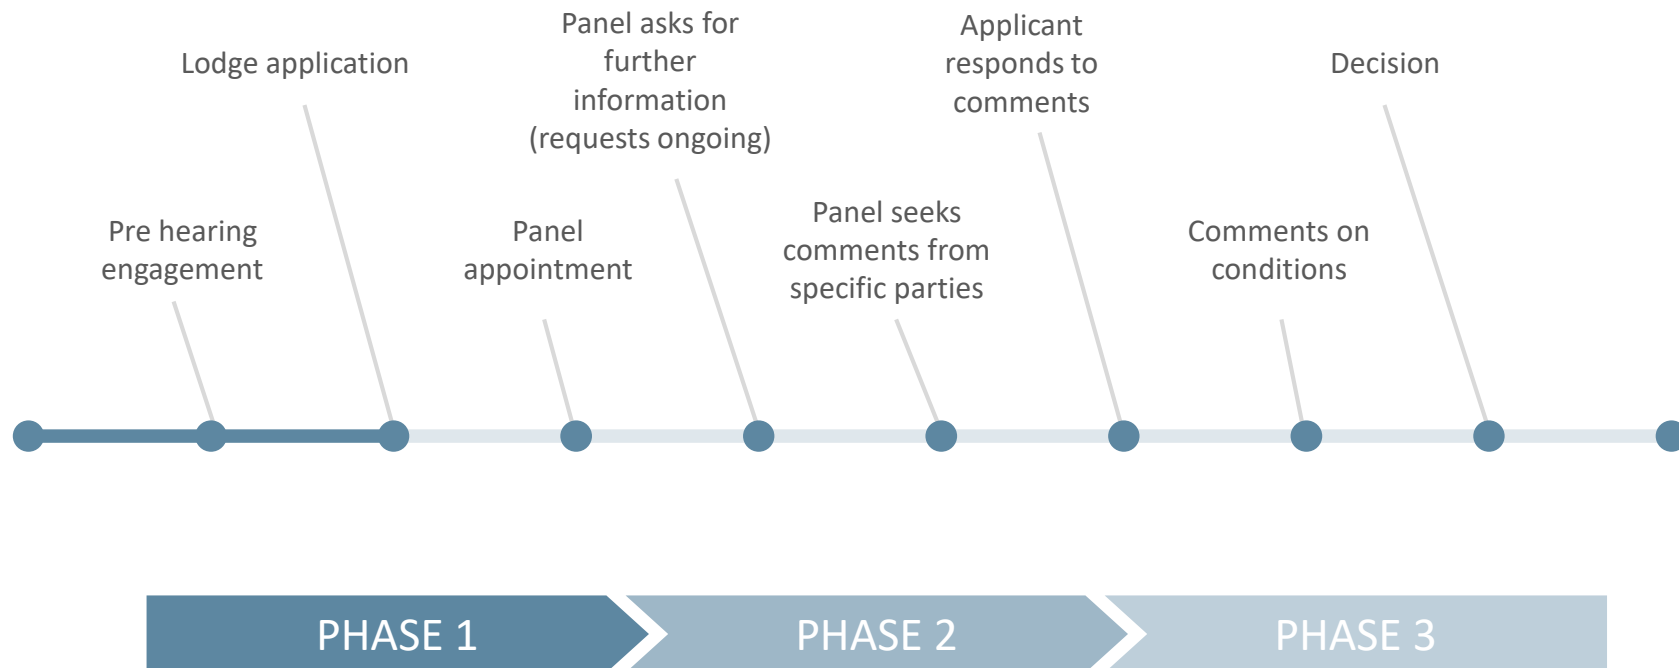 Lodge application
Panel asks for
further
information
(requests ongoing)
Applicant
responds to
comments
Decision
Pre hearing
engagement
Panel
appointment
Panel seeks
comments from
specific parties
Comments on
conditions
PHASE 1
PHASE 2
PHASE 3